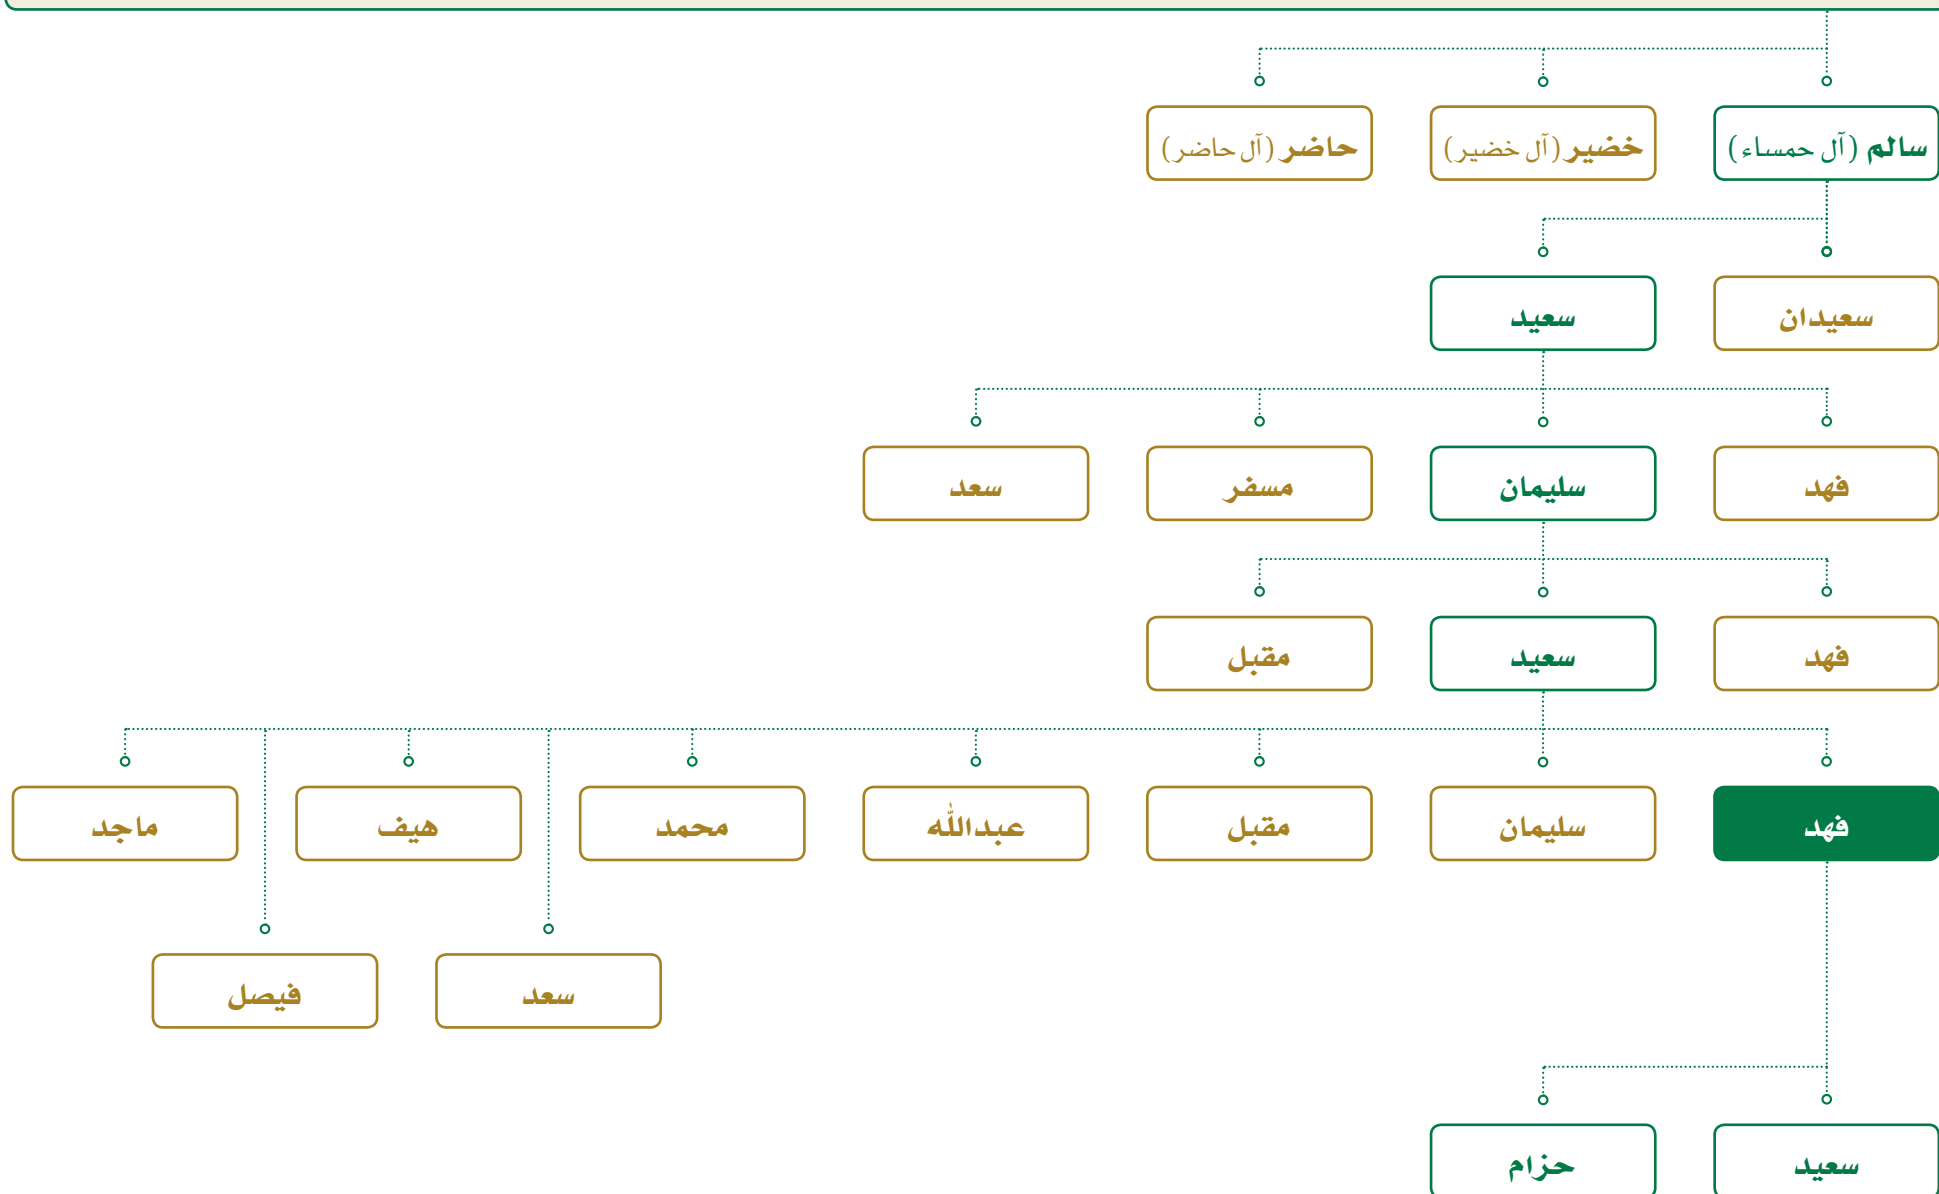 سالم (آل حمساء)
خضير (آل خضير)
حاضر (آل حاضر)
سعيدان
سعيد
فهد
سليمان
مسفر
سعد
فهد
سعيد
مقبل
فهد
سليمان
مقبل
عبدالله
محمد
هيف
ماجد
سعد
فيصل
سعيد
حزام